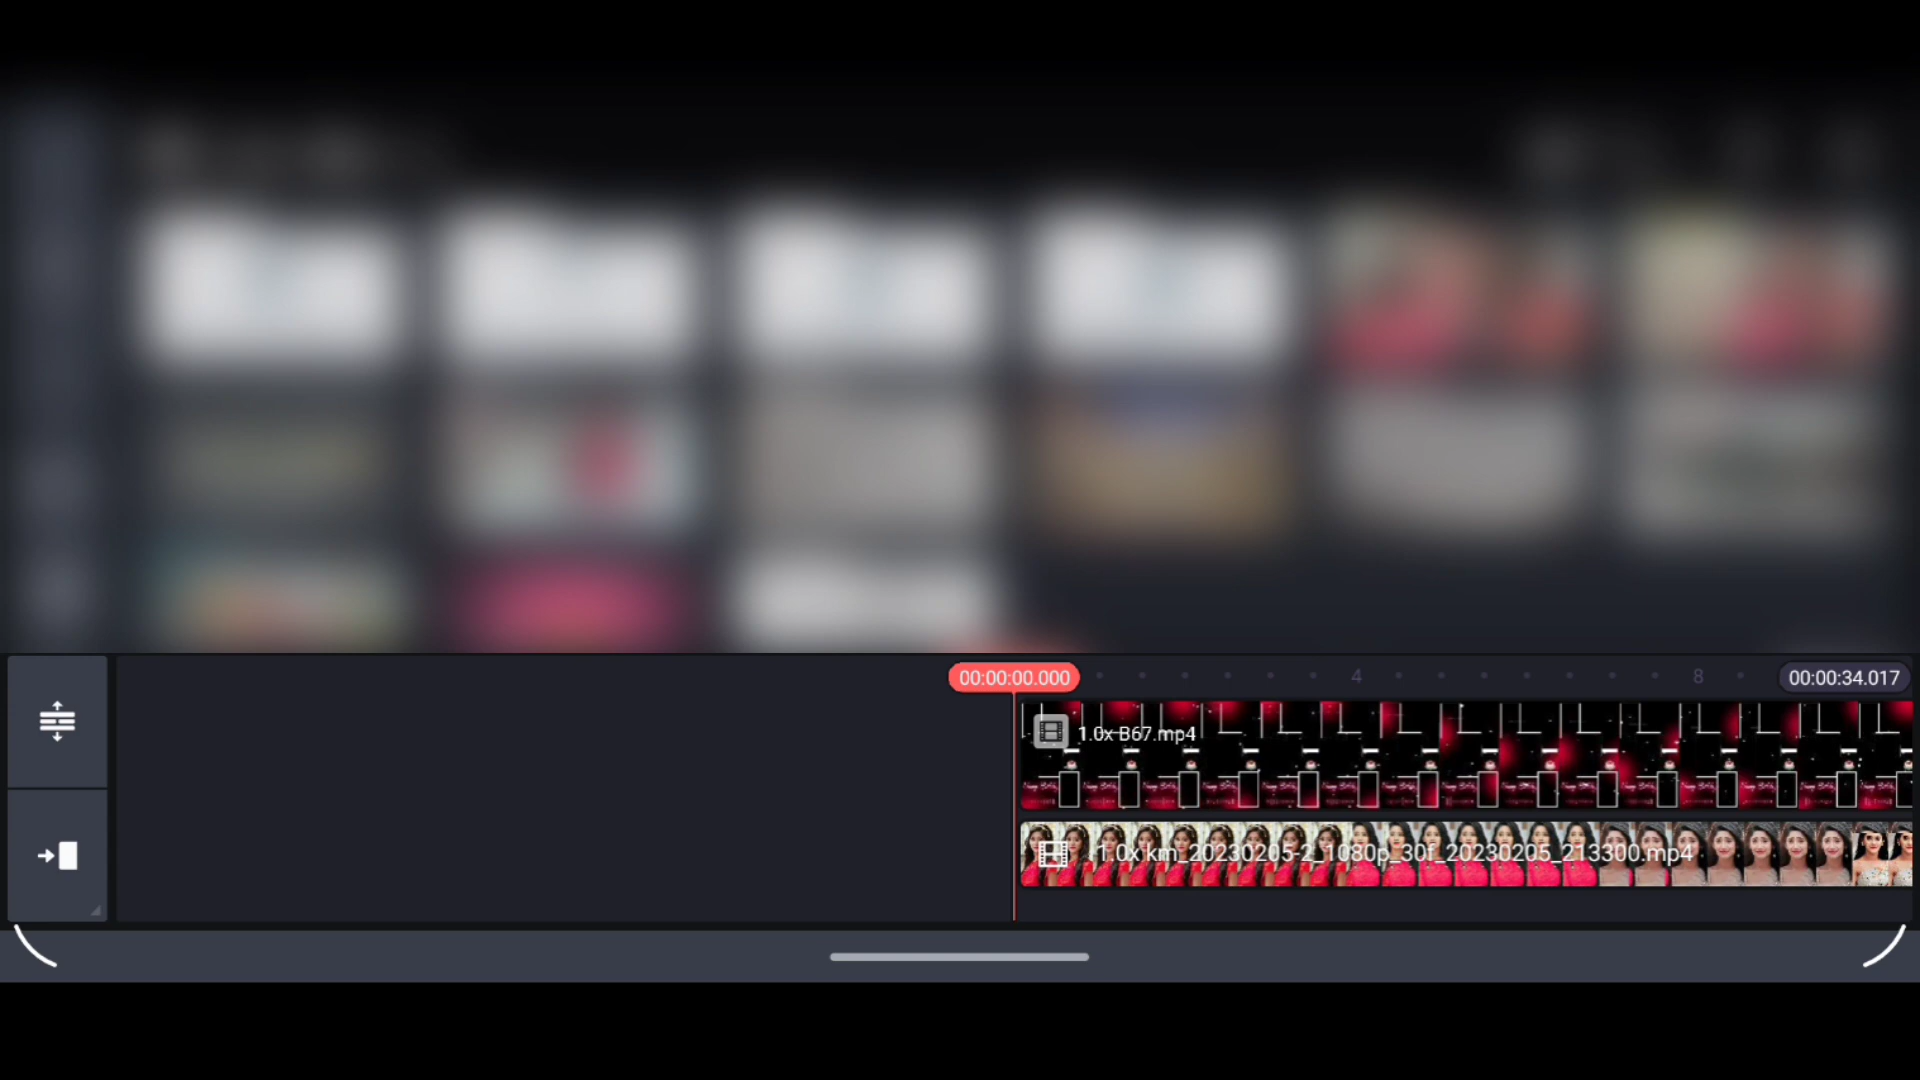 00:00:00.000
4
8
00:00:34.017
1.0x B67.mp4
1.0x km_20230205-2_1080p_30f_20230205_213300.mp4